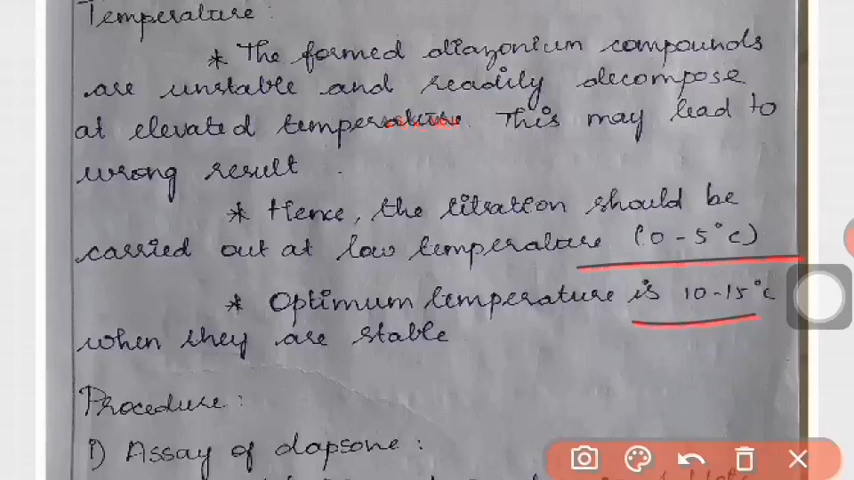 Temperature:
* The formed diazonium compounds
are unstable and readily decompose
at elevated temperature. This may lead to
wrong result.
* Hence, the titration should be
carried out at low temperature (0-5°c)
* Optimum temperature is 10-15°c
when they are stable
Procedure:
1) Assay of dapsone: